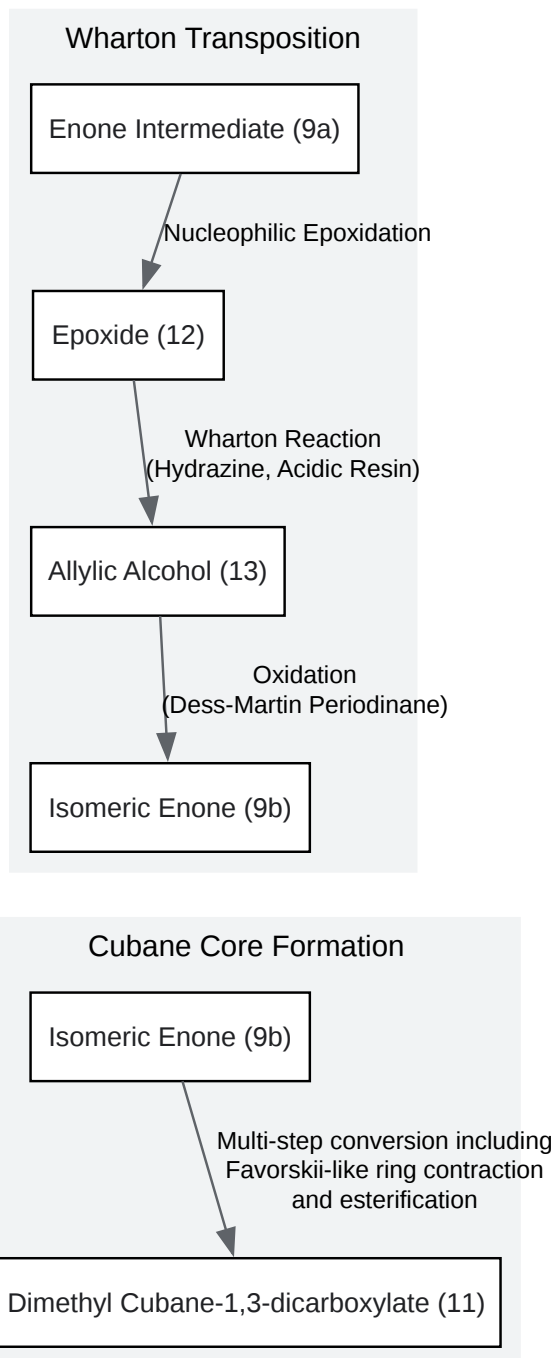 Wharton Transposition
Enone Intermediate (9a)
Nucleophilic Epoxidation
Epoxide (12)
Wharton Reaction
(Hydrazine, Acidic Resin)
Allylic Alcohol (13)
Oxidation
(Dess-Martin Periodinane)
Isomeric Enone (9b)
Cubane Core Formation
Isomeric Enone (9b)
Multi-step conversion including
Favorskii-like ring contraction
and esterification
Dimethyl Cubane-1,3-dicarboxylate (11)